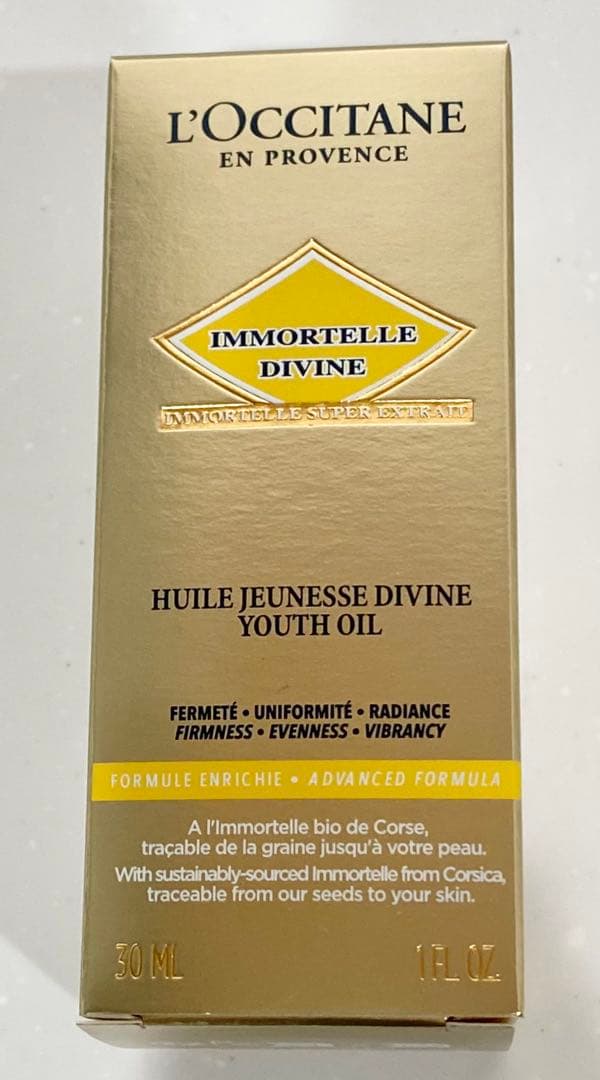 L'OCCITANE
EN PROVENCE
IMMORTELLE
DIVINE
IMMORTELLE SUPER EXTRAIT
HUILE JEUNESSE DIVINE
YOUTH OIL
FERMETÉ • UNIFORMITÉ • RADIANCE
FIRMNESS • EVENNESS • VIBRANCY
FORMULE ENRICHIE • ADVANCED FORMULA
A l'Immortelle bio de Corse,
traçable de la graine jusqu'à votre peau.
With sustainably-sourced Immortelle from Corsica,
traceable from our seeds to your skin.
30 ML 1 FL. OZ.